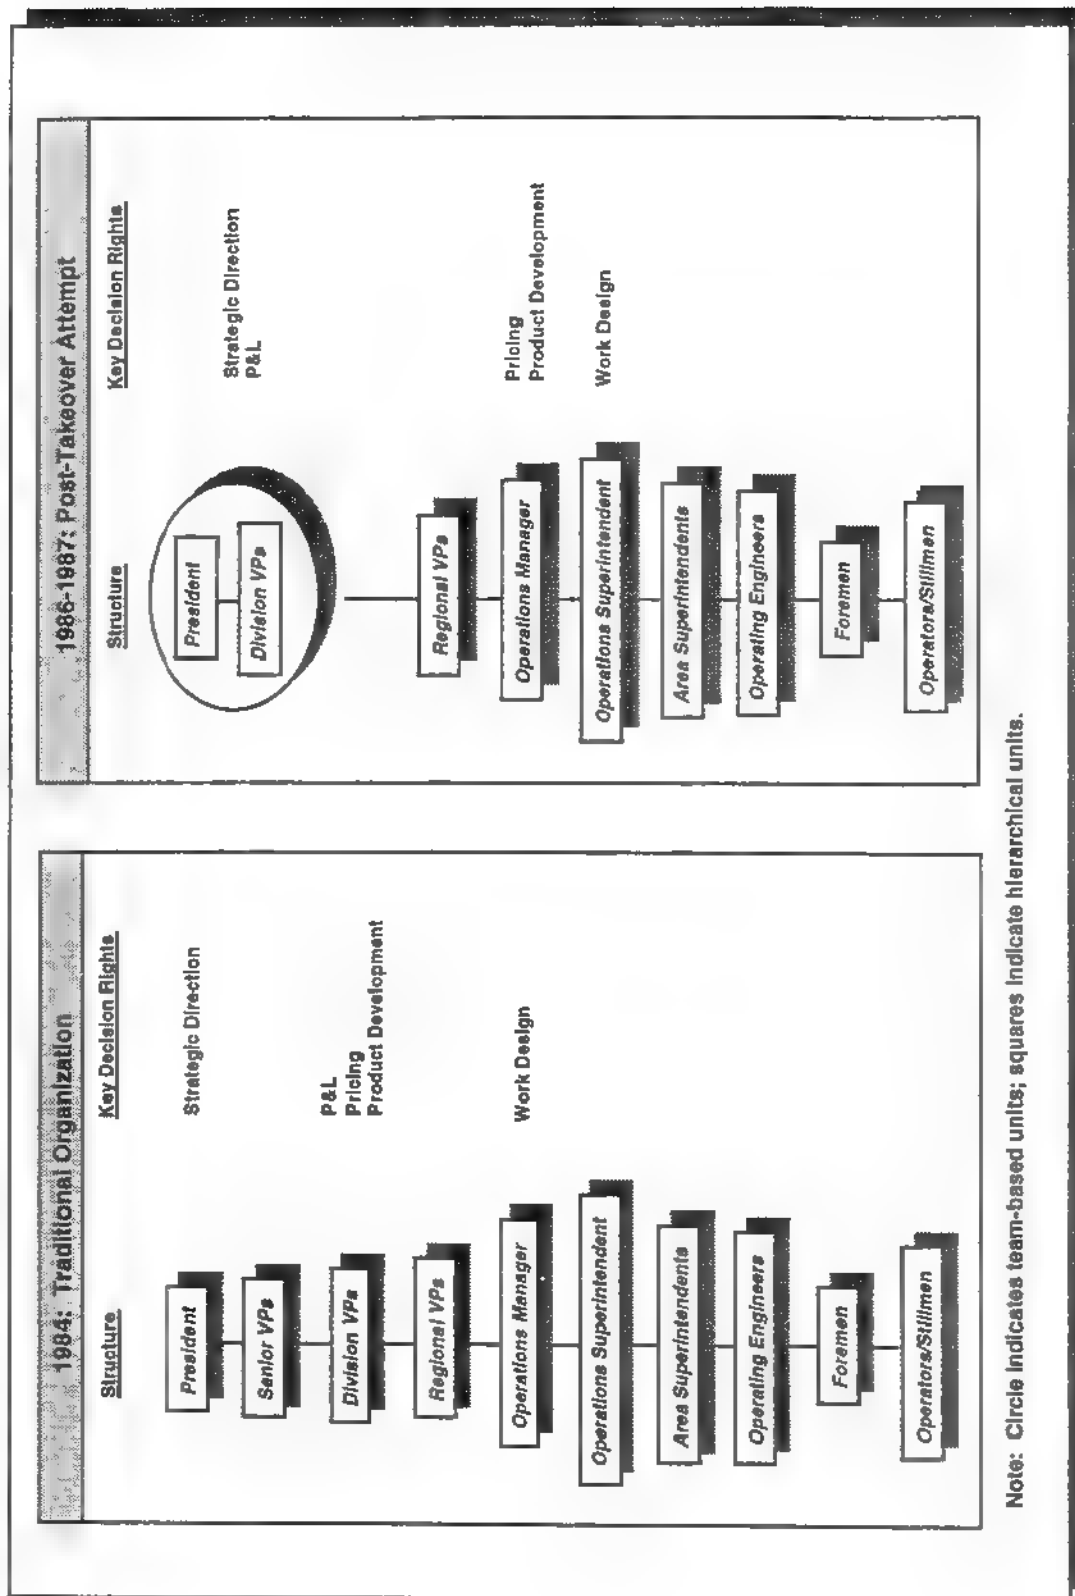 1984: Traditional Organization
Structure
Key Decision Rights
President
Strategic Direction
Senior VPs
Division VPs
P&L
Pricing
Product Development
Regional VPs
Operations Manager
Work Design
Operations Superintendent
Area Superintendents
Operating Engineers
Foremen
Operators/Stillmen
1986-1987: Post-Takeover Attempt
Structure
Key Decision Rights
President
Division VPs
Strategic Direction
P&L
Regional VPs
Operations Manager
Pricing
Product Development
Operations Superintendent
Work Design
Area Superintendents
Operating Engineers
Foremen
Operators/Stillmen
Note: Circle indicates team-based units; squares indicate hierarchical units.